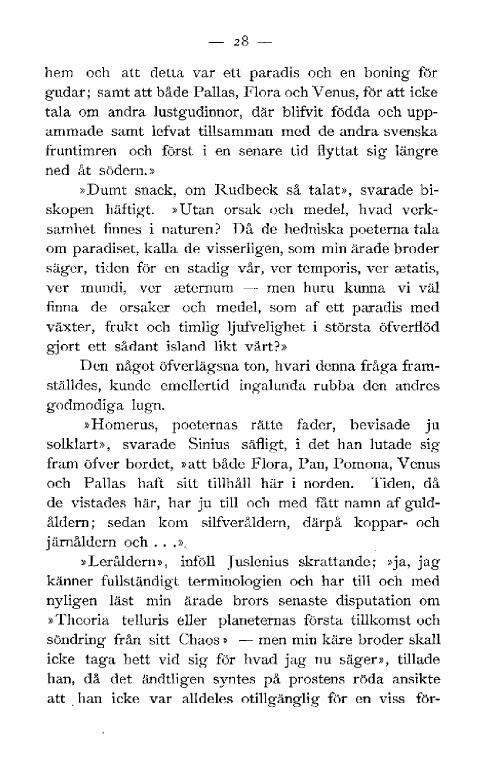 — 28 —
hem och att detta var ett paradis och en boning för
gudar; samt att både Pallas, Flora och Venus, för att icke
tala om andra lustgudinnor, där blifvit födda och upp-
ammade samt lefvat tillsamman med de andra svenska
fruntimren och först i en senare tid flyttat sig längre
ned åt södern.»
»Dumt snack, om Rudbeck så talat», svarade bi-
skopen häftigt. »Utan orsak och medel, hvad verk-
samhet finnes i naturen? Då de hedniska poeterna tala
om paradiset, kalla de visserligen, som min ärade broder
säger, tiden för en stadig vår, ver temporis, ver ætatis,
ver mundi, ver æternum — men huru kunna vi väl
finna de orsaker och medel, som af ett paradis med
växter, frukt och timlig ljufvelighet i största öfverflöd
gjort ett sådant island likt vårt?»
Den något öfverlägsna ton, hvari denna fråga fram-
ställdes, kunde emellertid ingalunda rubba den andres
godmodiga lugn.
»Homerus, poeternas rätte fader, bevisade ju
solklart», svarade Sinius säfligt, i det han lutade sig
fram öfver bordet, »att både Flora, Pan, Pomona, Venus
och Pallas haft sitt tillhåll här i norden. Tiden, då
de vistades här, har ju till och med fått namn af guld-
åldern; sedan kom silfveråldern, därpå koppar- och
järnåldern och . . .».
»Leråldern», inföll Juslenius skrattande; »ja, jag
känner fullständigt terminologien och har till och med
nyligen läst min ärade brors senaste disputation om
»Theoria telluris eller planeternas första tillkomst och
söndring från sitt Chaos» — men min käre broder skall
icke taga hett vid sig för hvad jag nu säger», tillade
han, då det ändtligen syntes på prostens röda ansikte
att han icke var alldeles otillgänglig för en viss för-